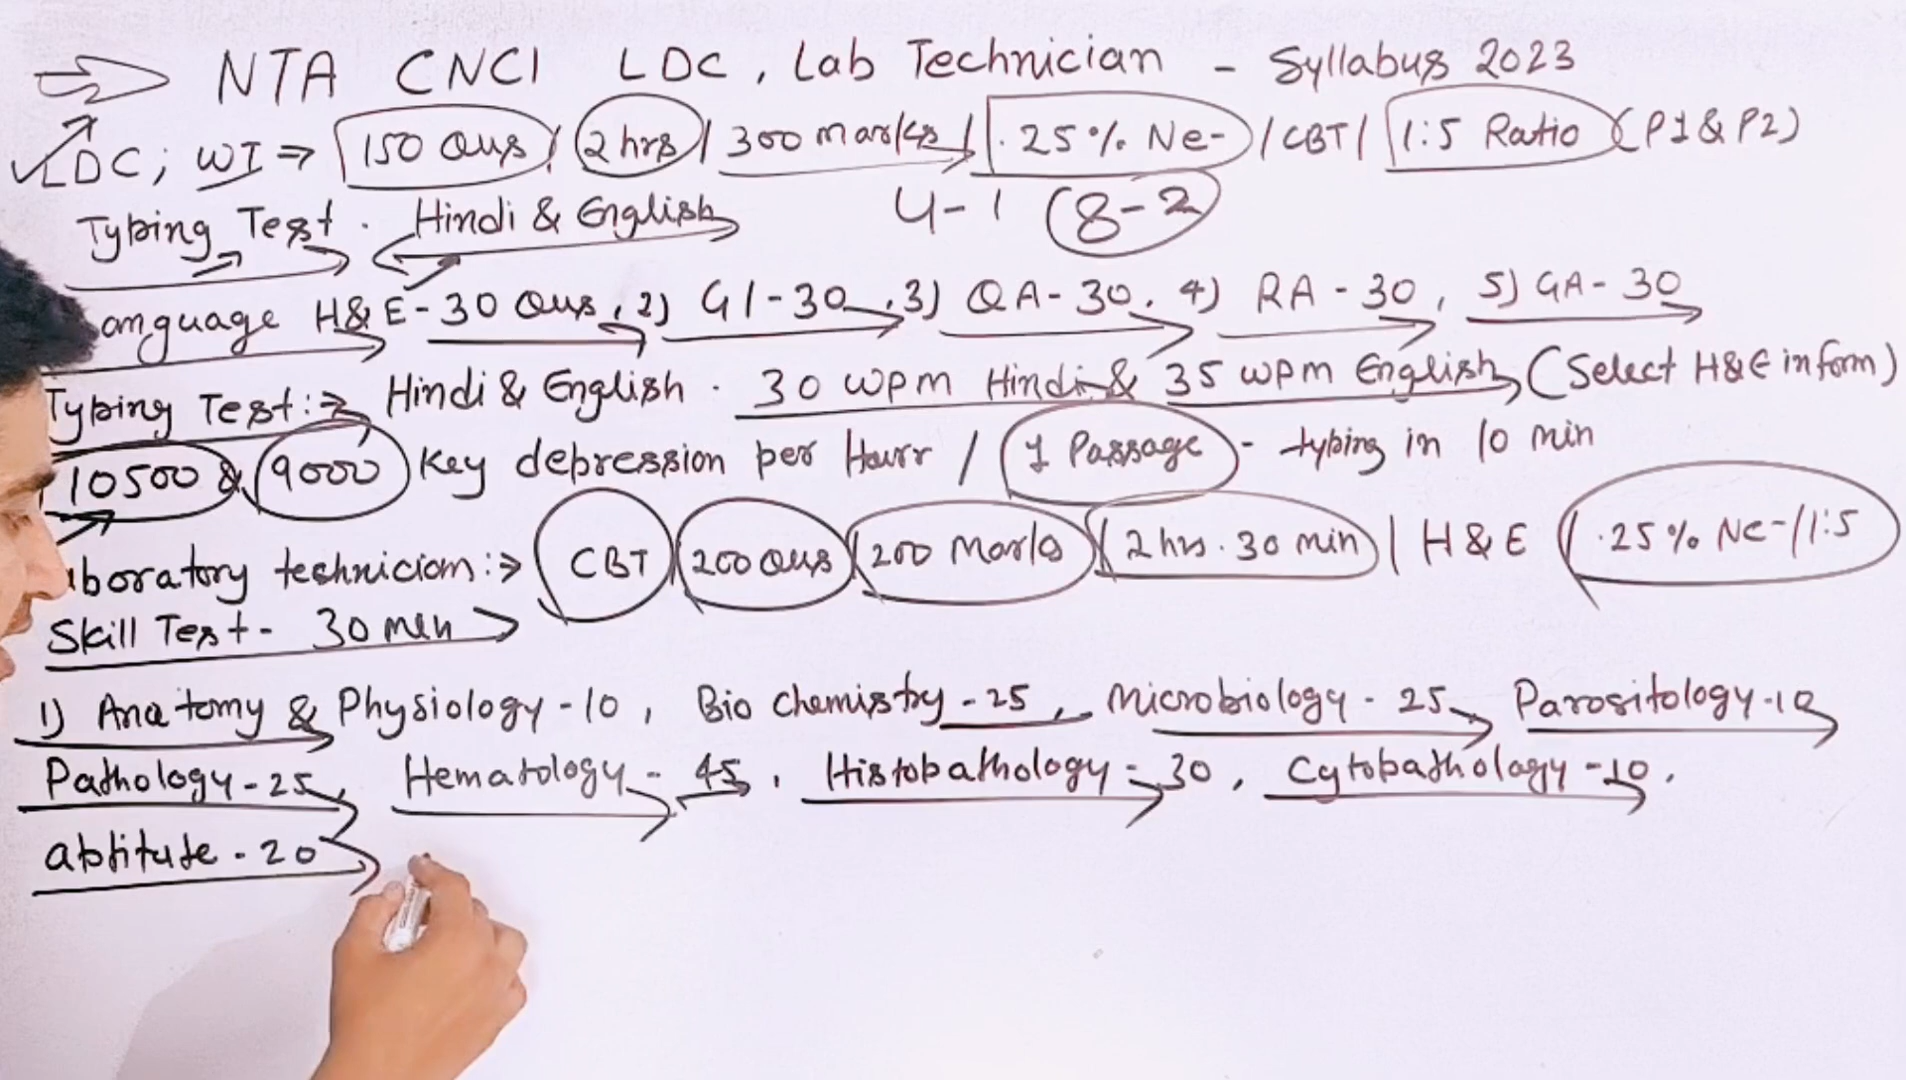 NTA CNCI LDC, Lab Technician - Syllabus 2023
LDC; WI ⇒ 150 Qus / 2 hrs / 300 marks / .25% Ne- / CBT / 1:5 Ratio (P1 & P2)
Typing Test. Hindi & English 4-1 8-2
anguage H&E-30 Qus, 2) GI-30, 3) QA-30, 4) RA-30, 5) GA-30
Typing Test:→ Hindi & English. 30 wpm Hindi & 35 wpm English (Select H&E in form)
10500 & 9000 Key depression per Hourr / 1 Passage - typing in 10 min
boratory technician:→ CBT / 200 Qus / 200 Marks / 2 hrs. 30 min / H & E / .25% Ne-/1:5
Skill Test - 30 min
1) Anatomy & Physiology-10, Bio chemistry-25, Microbiology-25, Parositology-10
Pathology-25, Hematology-45, Histopathology-30, Cytopathology-10,
abtitute-20